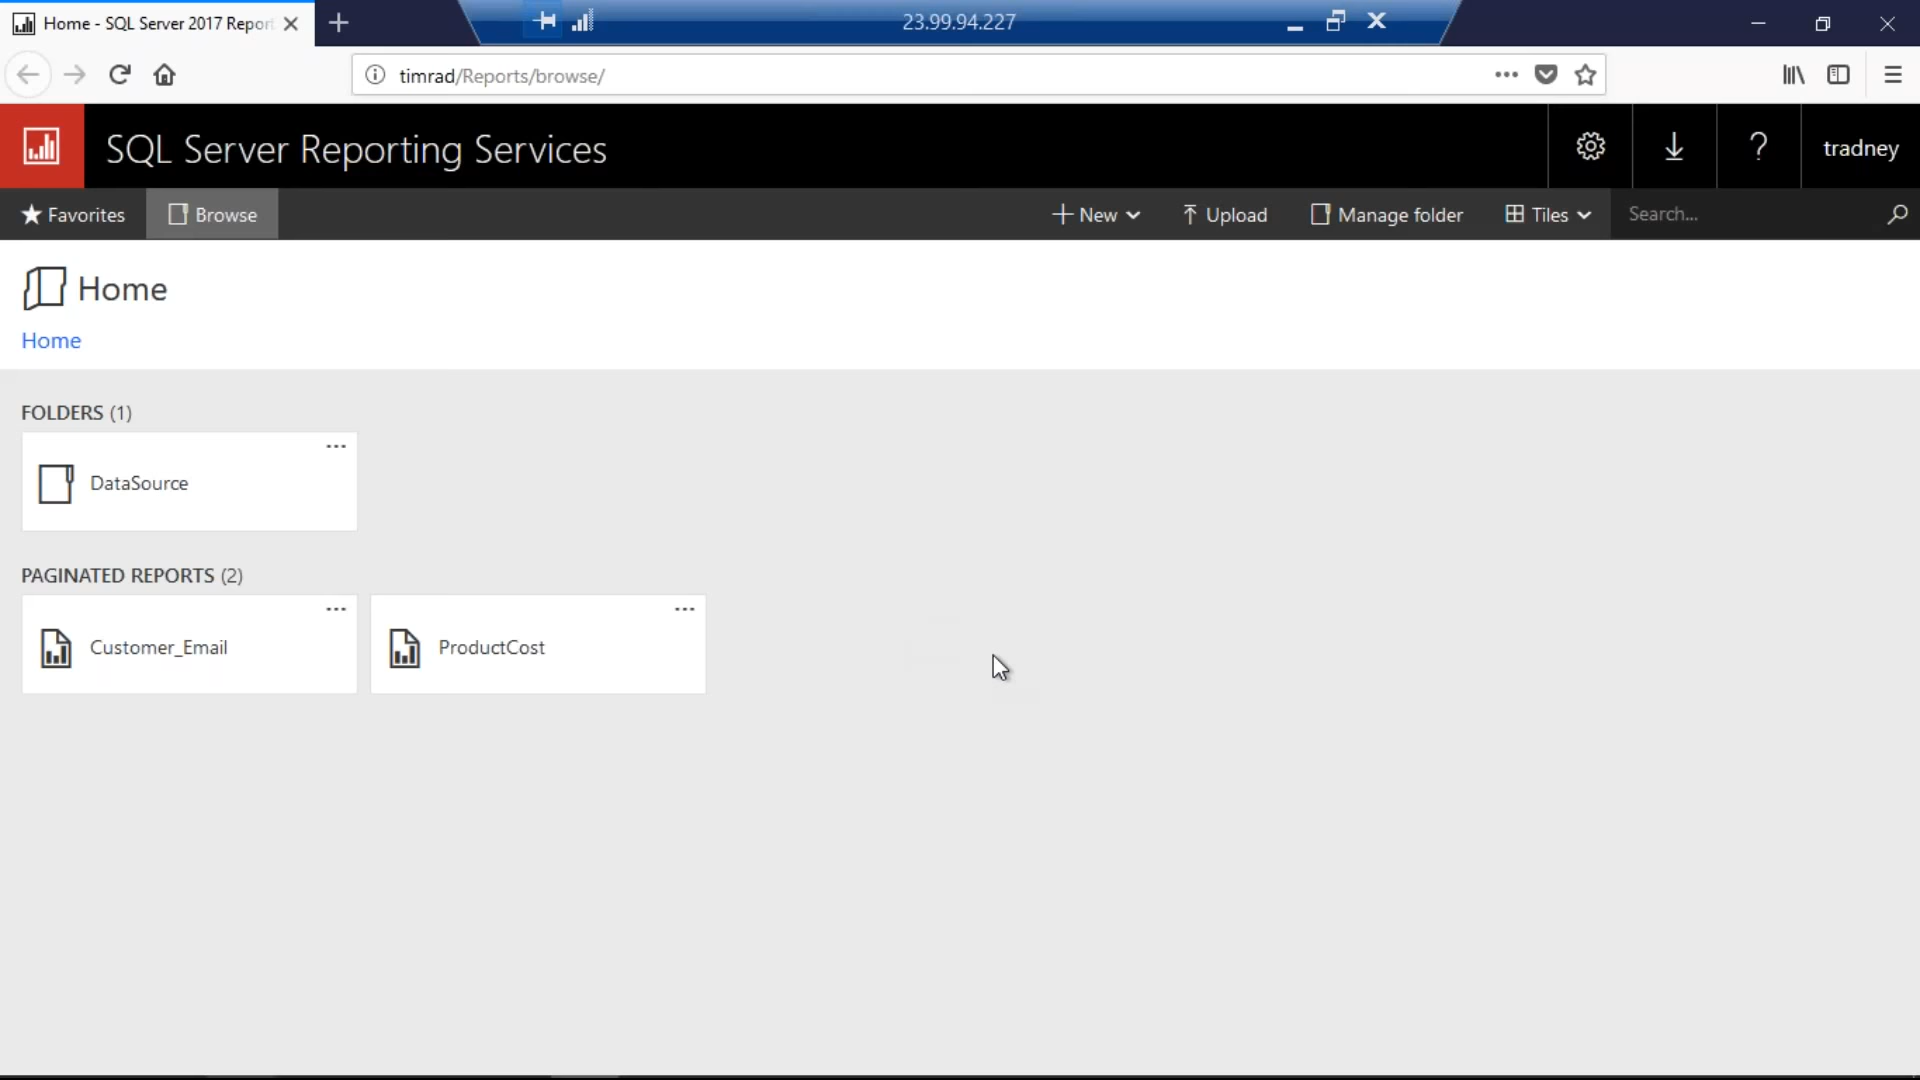 Home - SQL Server 2017 Report
23.99.94.227
timrad/Reports/browse/
SQL Server Reporting Services
tradney
Favorites
Browse
New
Upload
Manage folder
Tiles
Search...
Home
Home
FOLDERS (1)
DataSource
PAGINATED REPORTS (2)
Customer_Email
ProductCost